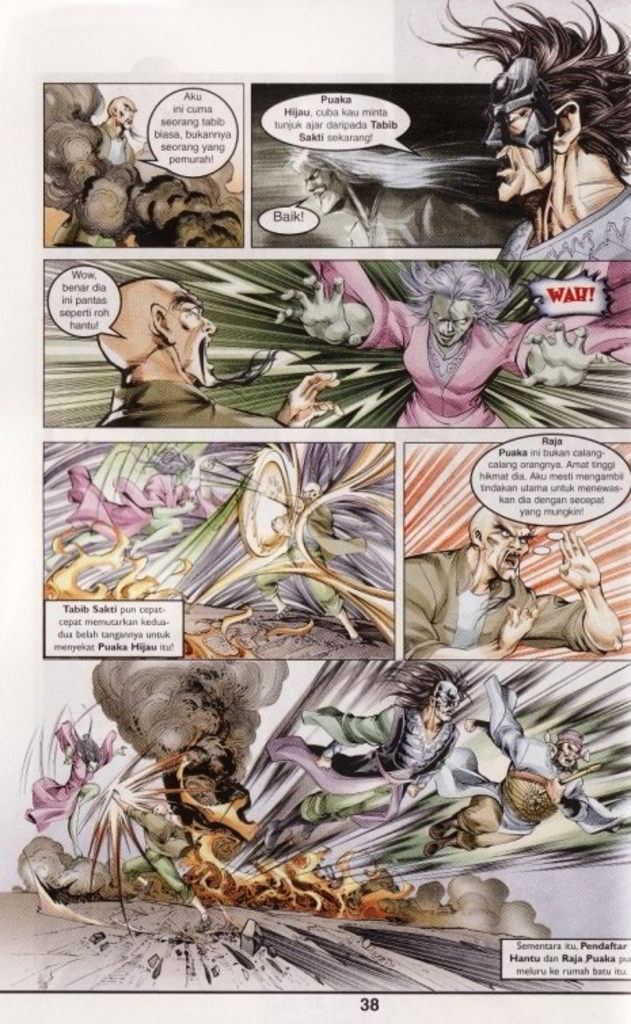 Aku
ini cuma
seorang tabib
biasa, bukannya
seorang yang
pemurah!
Puaka
Hijau, cuba kau minta
tunjuk ajar daripada Tabib
Sakti sekarang!
Baik!
Wow,
benar dia
ini pantas
seperti roh
hantu!
WAH!
Tabib Sakti pun cepat-
cepat memutarkan kedua-
dua belah tangannya untuk
menyekat Puaka Hijau itu!
Raja
Puaka ini bukan calang-
calang orangnya. Amat tinggi
hikmat dia. Aku mesti mengambil
tindakan utama untuk menewas-
kan dia dengan secepat
yang mungkin!
Sementara itu, Pendaftar
Hantu dan Raja Puaka pu
meluru ke rumah batu itu.
38